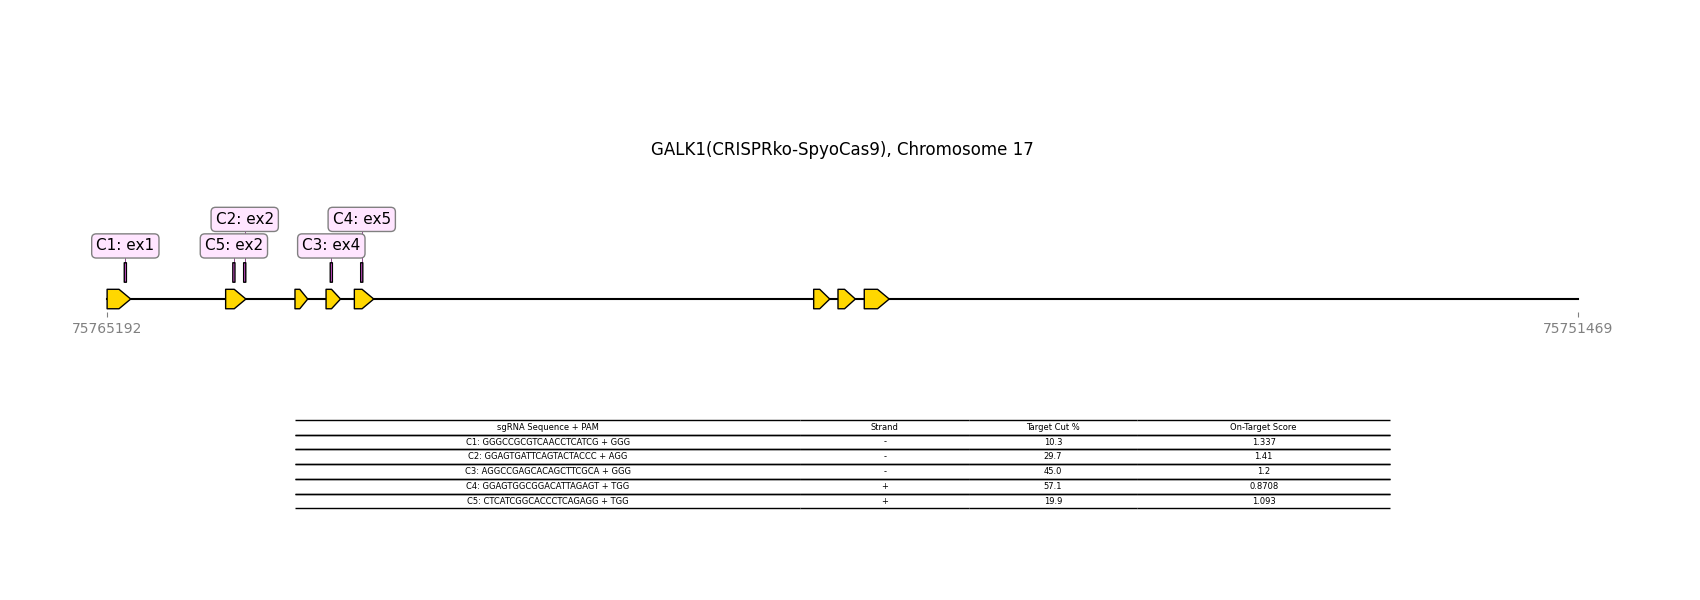 GALK1(CRISPRko-SpyoCas9), Chromosome 17
C2: ex2 C4: ex5
C1: ex1 C5: ex2 C3: ex4
75765192 75751469
sgRNA Sequence + PAM Strand Target Cut % On-Target Score
C1: GGGCCGCGTCAACCTCATCG + GGG - 10.3 1.337
C2: GGAGTGATTCAGTACTACCC + AGG - 29.7 1.41
C3: AGGCCGAGCACAGCTTCGCA + GGG - 45.0 1.2
C4: GGAGTGGCGGACATTAGAGT + TGG + 57.1 0.8708
C5: CTCATCGGCACCCTCAGAGG + TGG + 19.9 1.093